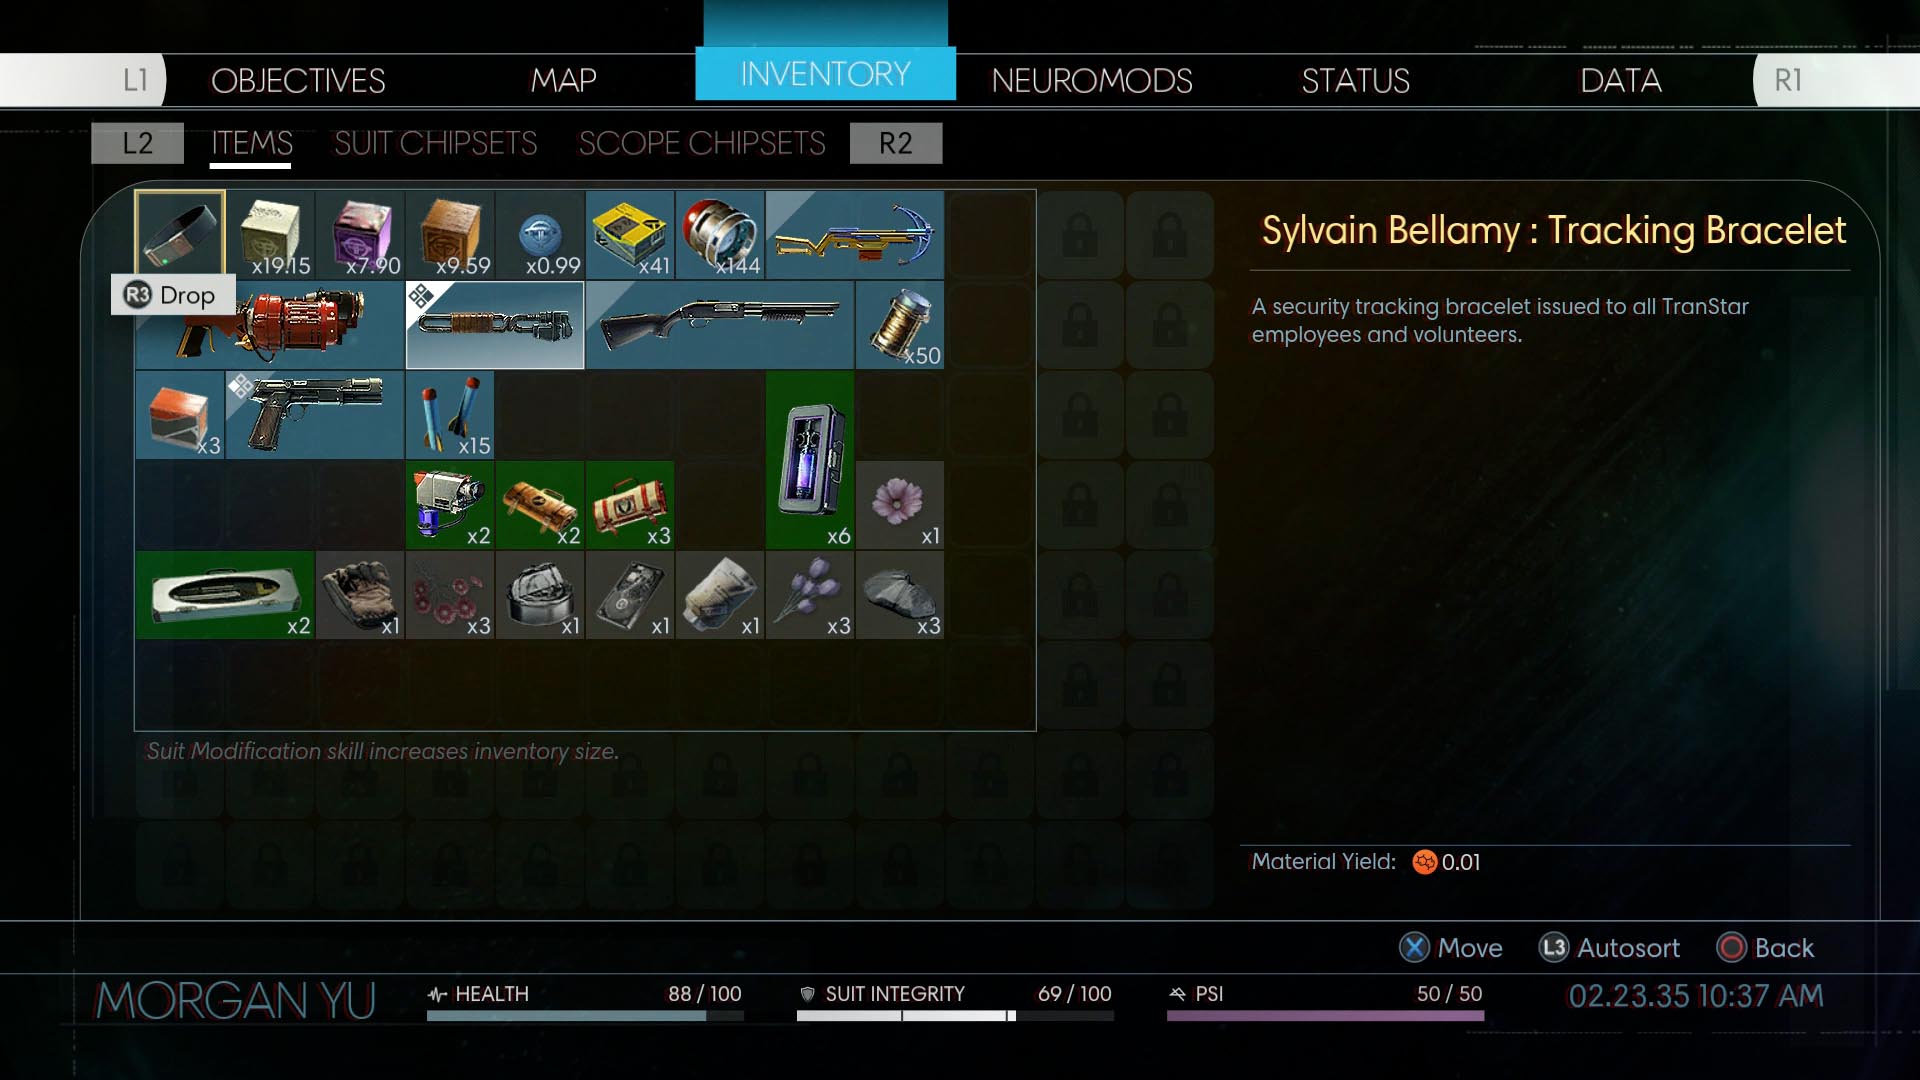 L1 OBJECTIVES MAP INVENTORY NEUROMODS STATUS DATA R1
L2 ITEMS SUIT CHIPSETS SCOPE CHIPSETS R2
x19.15 x7.90 x9.59 x0.99 x41 x144
R3 Drop
x50
x3 x15
x2 x2 x3 x6 x1
x2 x1 x3 x1 x1 x1 x3 x3
Suit Modification skill increases inventory size.
Sylvain Bellamy : Tracking Bracelet
A security tracking bracelet issued to all TranStar
employees and volunteers.
Material Yield: 0.01
Move L3 Autosort Back
MORGAN YU HEALTH 88 / 100 SUIT INTEGRITY 69 / 100 PSI 50 / 50 02.23.35 10:37 AM